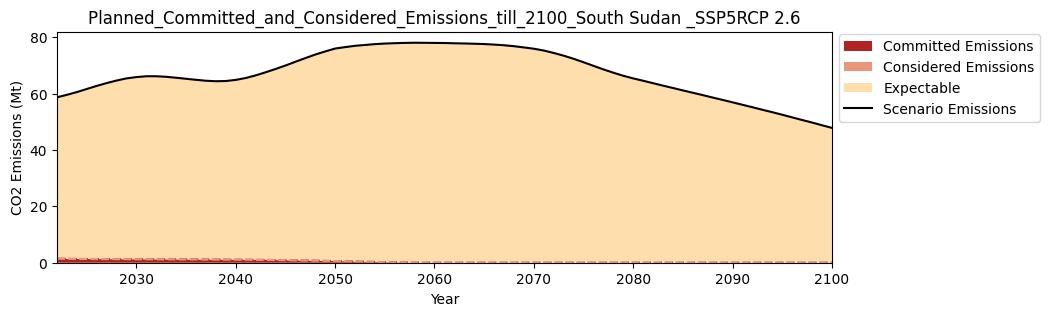 Planned_Committed_and_Considered_Emissions_till_2100_South Sudan _SSP5RCP 2.6
80
60
40
20
0
CO2 Emissions (Mt)
2030
2040
2050
2060
2070
2080
2090
2100
Year
Committed Emissions
Considered Emissions
Expectable
Scenario Emissions